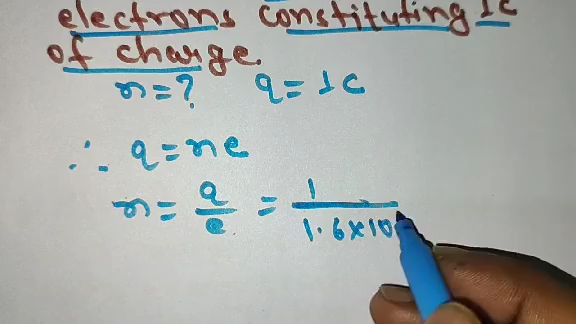 electrons constituting 1C
of charge.
n=? q=1C
∴ q=ne
n= q/e = 1/1.6×10